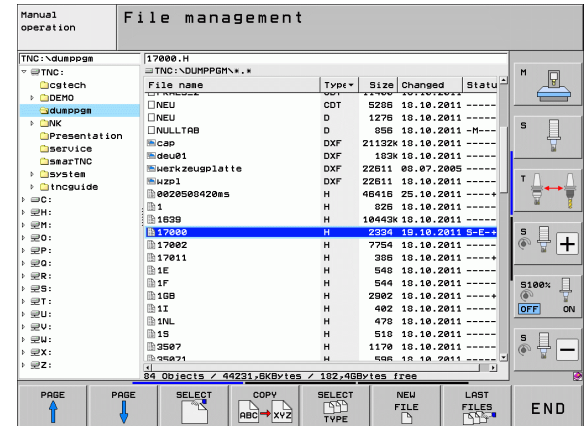 Manual
operation
File management
TNC:\dumppgm
17000.H
TNC:
cgtech
DEMO
dumppgm
NK
Presentation
service
smarTNC
system
tncguide
C:
H:
M:
O:
P:
Q:
R:
S:
T:
U:
V:
W:
X:
Z:
TNC:\DUMPPGM\*.*
File name Type Size Changed Statu
NEU CDT 5286 18.10.2011 -----
NEU D 1276 18.10.2011 -----
NULLTAB D 856 18.10.2011 -M---
cap DXF 21132K 18.10.2011 -----
deu01 DXF 183K 18.10.2011 -----
werkzeugplatte DXF 22611 08.07.2005 -----
wzpl DXF 22611 18.10.2011 -----
0020508420ms H 46416 25.10.2011 ----+
1 H 826 18.10.2011 -----
1639 H 10443K 18.10.2011 -----
17000 H 2334 19.10.2011 S-E-+
17002 H 7754 18.10.2011 -----
17011 H 386 18.10.2011 ----+
1E H 548 18.10.2011 -----
1F H 544 18.10.2011 -----
1GB H 2902 18.10.2011 ----+
1I H 402 18.10.2011 -----
1NL H 478 18.10.2011 -----
1S H 518 18.10.2011 -----
3507 H 1170 18.10.2011 -----
35071 H 596 18.10.2011 -----
84 Objects / 44231,6KBytes / 182,4GBytes free
M
S
T
S
S100%
OFF ON
S
PAGE
PAGE
SELECT
COPY
ABC XYZ
SELECT
TYPE
NEW
FILE
LAST
FILES
END